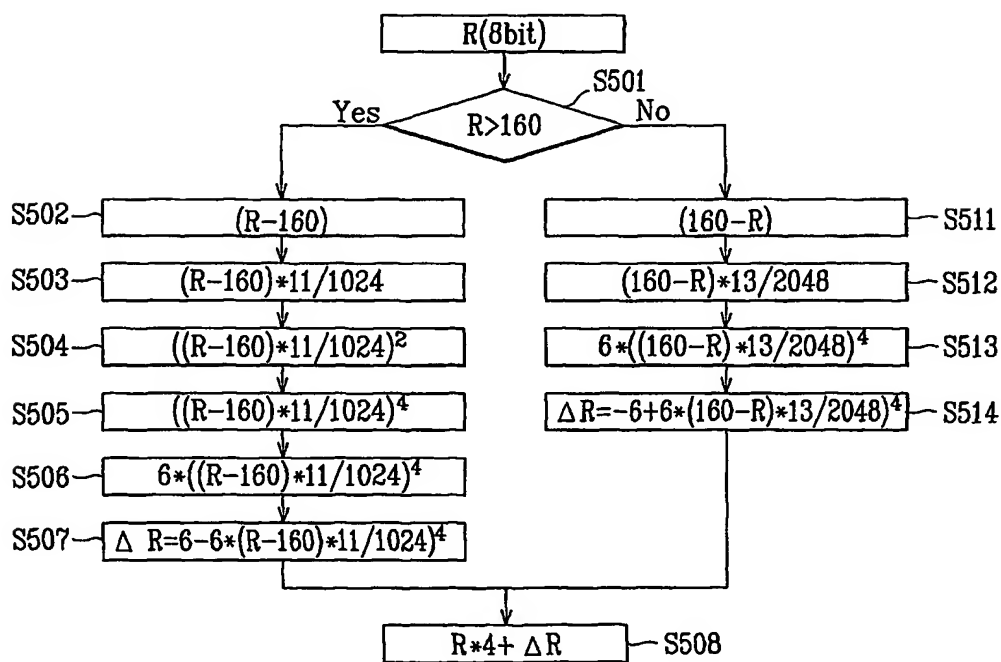 R(8bit)
S501
Yes
R>160
No
S502
(R-160)
(160-R)
S511
S503
(R-160)*11/1024
(160-R)*13/2048
S512
S504
((R-160)*11/1024)²
6*((160-R)*13/2048)⁴
S513
S505
((R-160)*11/1024)⁴
ΔR=-6+6*(160-R)*13/2048)⁴
S514
S506
6*((R-160)*11/1024)⁴
S507
Δ R=6-6*(R-160)*11/1024)⁴
R*4+ ΔR
S508